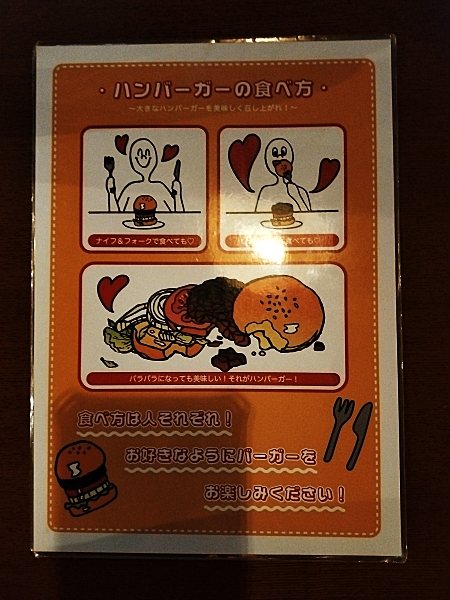 ・ハンバーガーの食べ方・
～大きなハンバーガーを美味しく召し上がれ！～
ナイフ＆フォークで食べても♡
食べても♡
バラバラになっても美味しい！それがハンバーガー！
食べ方は人それぞれ！
お好きなようにバーガーを
お楽しみください！